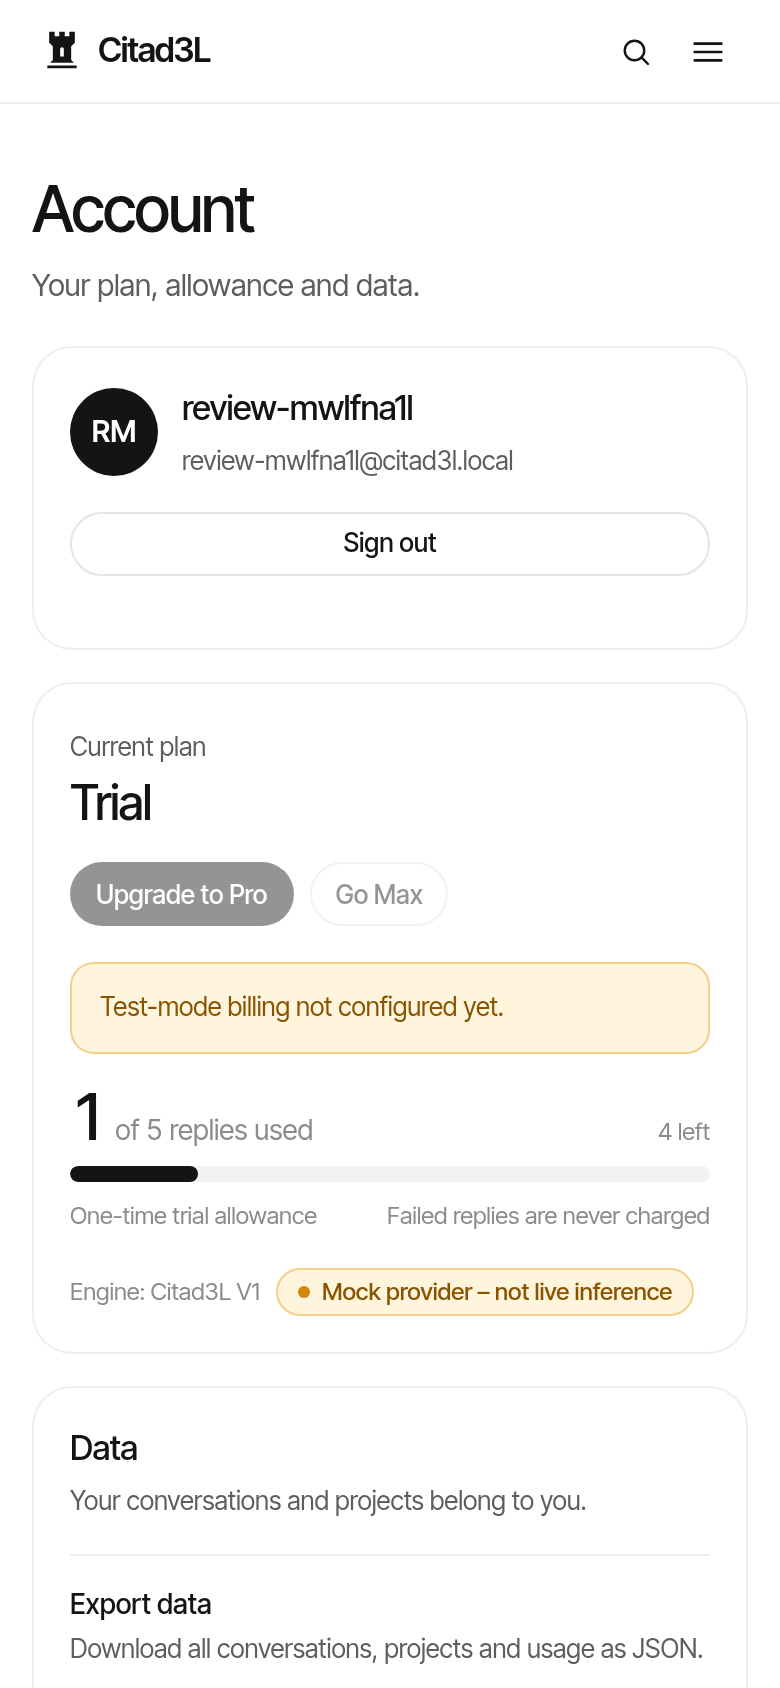 Citad3L
Account
Your plan, allowance and data.
RM
review-mwlfna1l
review-mwlfna1l@citad3l.local
Sign out
Current plan
Trial
Upgrade to Pro
Go Max
Test-mode billing not configured yet.
1 of 5 replies used
4 left
One-time trial allowance
Failed replies are never charged
Engine: Citad3L V1
Mock provider – not live inference
Data
Your conversations and projects belong to you.
Export data
Download all conversations, projects and usage as JSON.